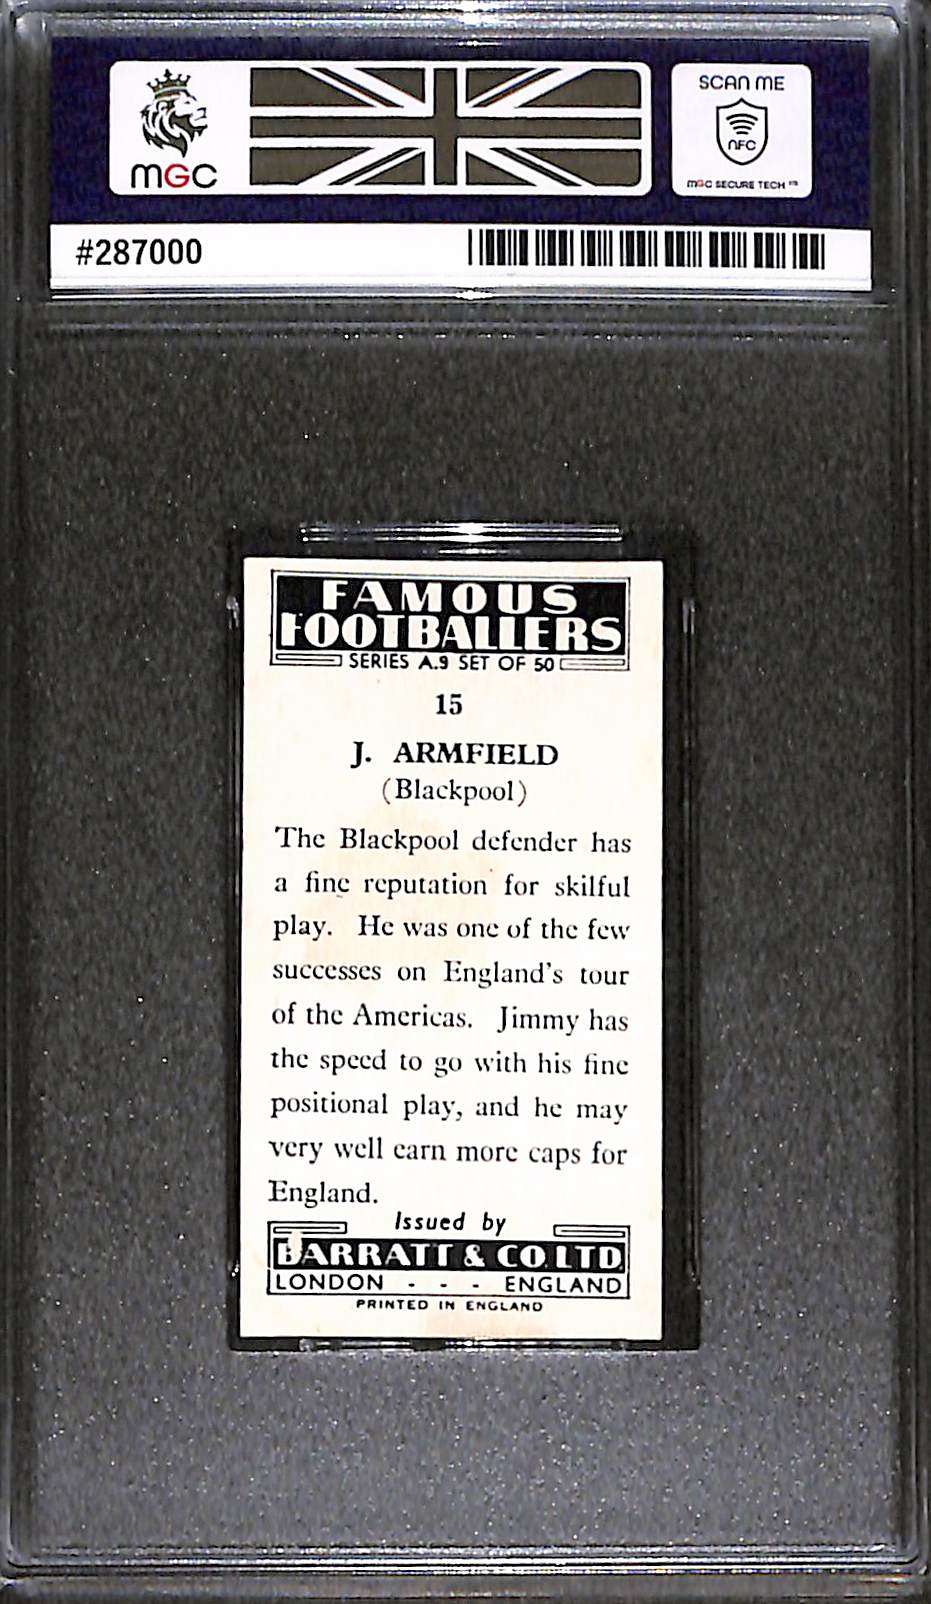 SCAN ME
NFC
MGC
MGC SECURE TECH
#287000
FAMOUS
FOOTBALLERS
SERIES A.9 SET OF 50
15
J. ARMFIELD
(Blackpool)
The Blackpool defender has
a fine reputation for skilful
play. He was one of the few
successes on England's tour
of the Americas. Jimmy has
the speed to go with his fine
positional play, and he may
very well earn more caps for
England.
Issued by
BARRATT & CO. LTD
LONDON - - - ENGLAND
PRINTED IN ENGLAND